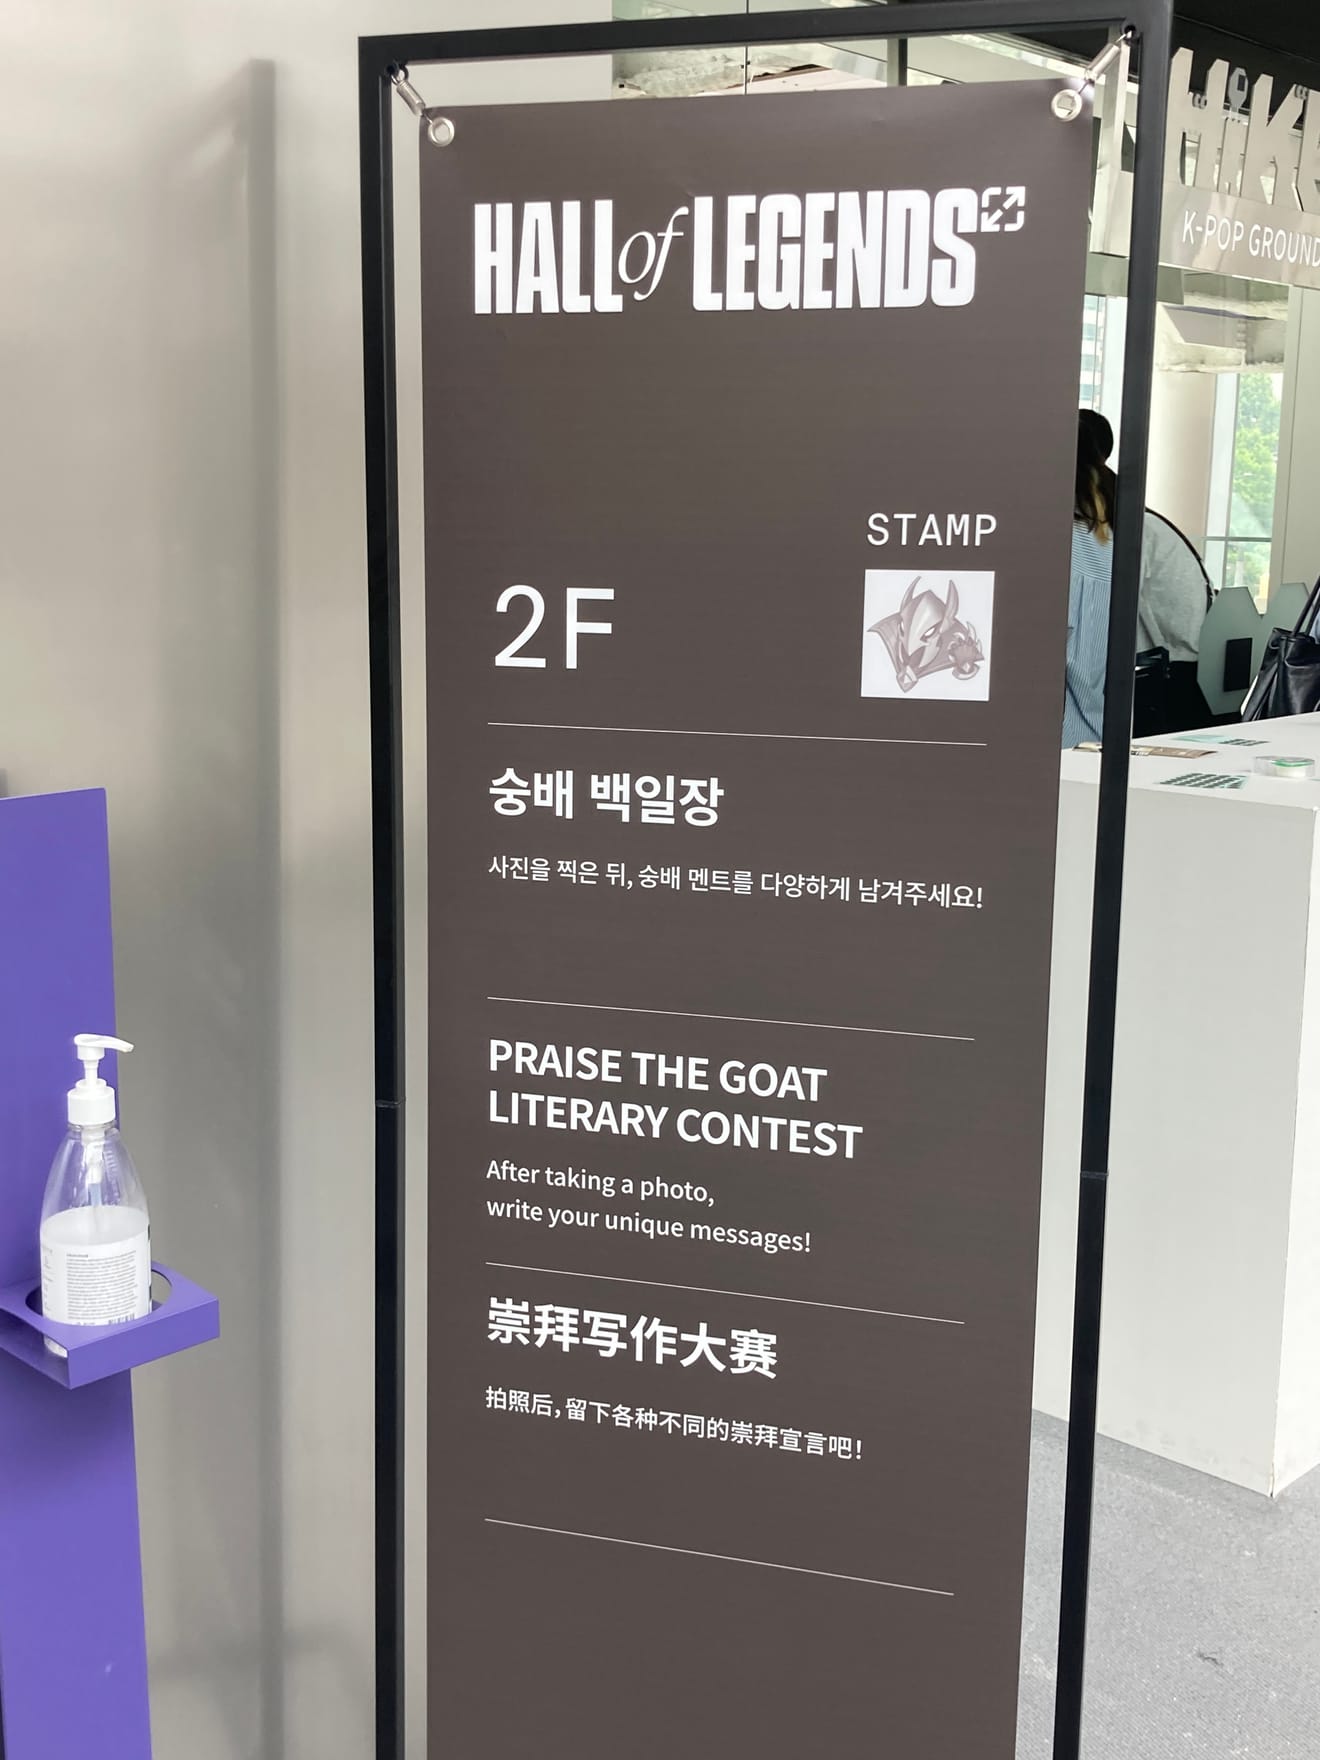 HALL of LEGENDS
STAMP
2F
숭배 백일장
사진을 찍은 뒤, 숭배 멘트를 다양하게 남겨주세요!
PRAISE THE GOAT
LITERARY CONTEST
After taking a photo,
write your unique messages!
崇拜写作大赛
拍照后，留下各种不同的崇拜宣言吧！
HiKR
K-POP GROUND